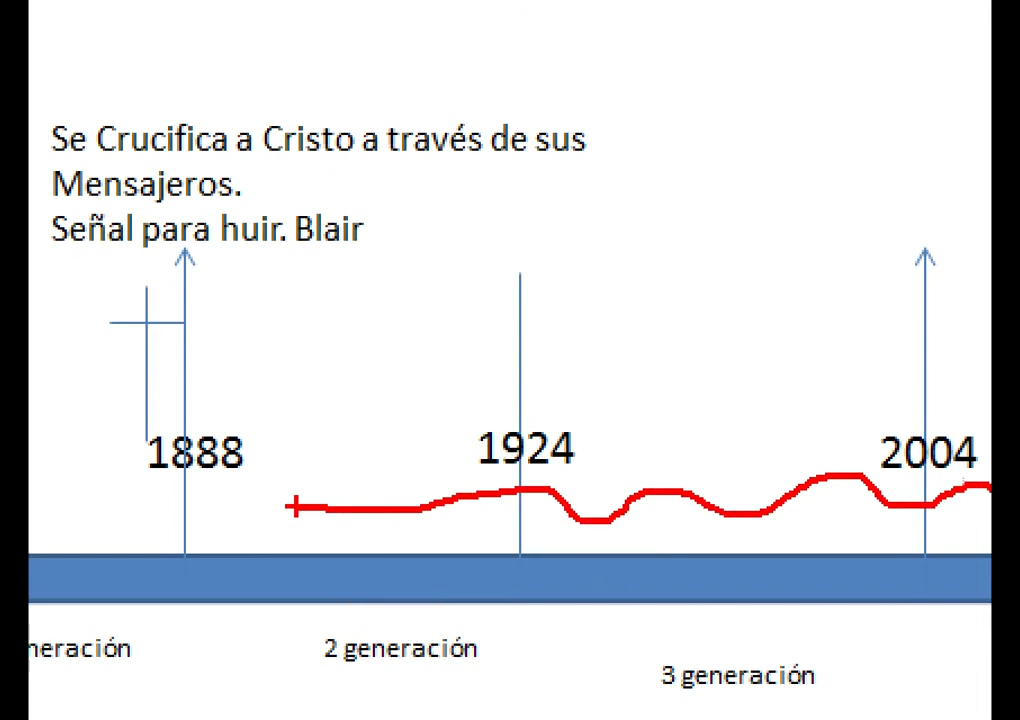 Se Crucifica a Cristo a través de sus
Mensajeros.
Señal para huir. Blair
1888
1924
2004
neración
2 generación
3 generación